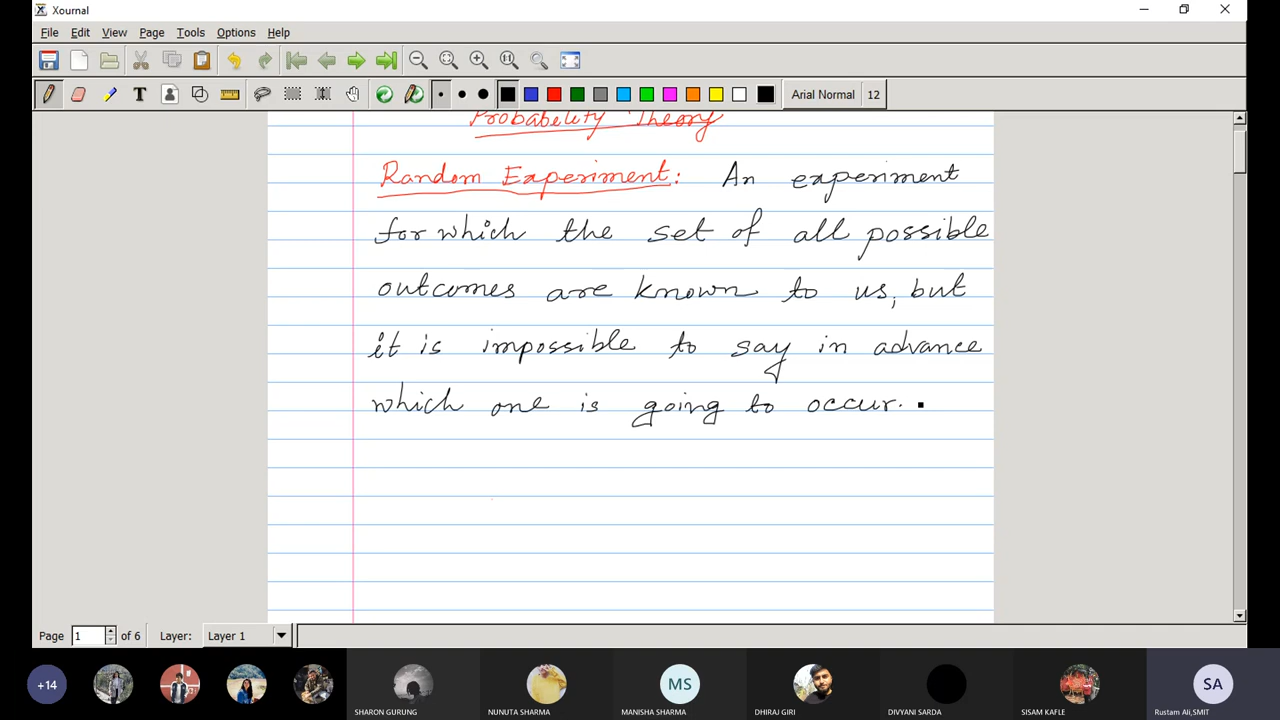 Xournal
File Edit View Page Tools Options Help
Arial Normal 12
Probability Theory
Random Experiment: An experiment
for which the set of all possible
outcomes are known to us, but
it is impossible to say in advance
which one is going to occur.
Page 1 of 6 Layer: Layer 1
+14 MS SA
SHARON GURUNG NUNUTA SHARMA MANISHA SHARMA DHIRAJ GIRI DIVYANI SARDA SISAM KAFLE Rustam Ali,SMIT